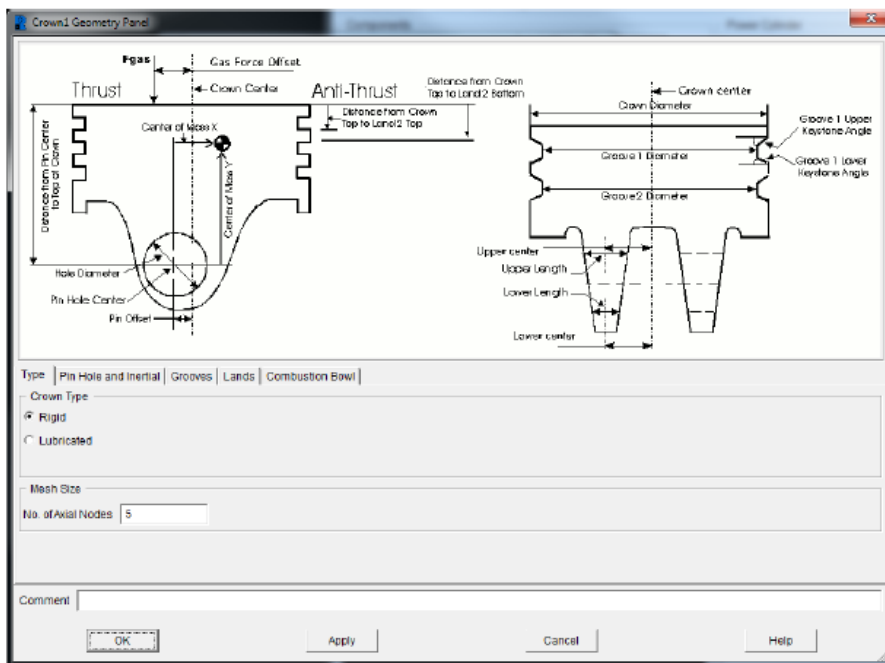 Crown1 Geometry Panel
Components
Power Cylinder
Fgas
Gas Force Offset
Thrust
Crown Center
Anti-Thrust
Distance from Crown
Top to Land2 Bottom
Distance from Crown
Top to Land2 Top
Center of Mass X
Center of Mass Y
Distance from Pin Center
to Top of Crown
Hole Diameter
Pin Hole Center
Pin Offset
Crown center
Crown Diameter
Groove 1 Upper
Keystone Angle
Groove 1 Diameter
Groove 1 Lower
Keystone Angle
Groove2 Diameter
Upper center
Upper Length
Lower Length
Lower center
Type Pin Hole and Inertial Grooves Lands Combustion Bowl
Crown Type
Rigid
Lubricated
Mesh Size
No. of Axial Nodes 5
Comment
OK Apply Cancel Help